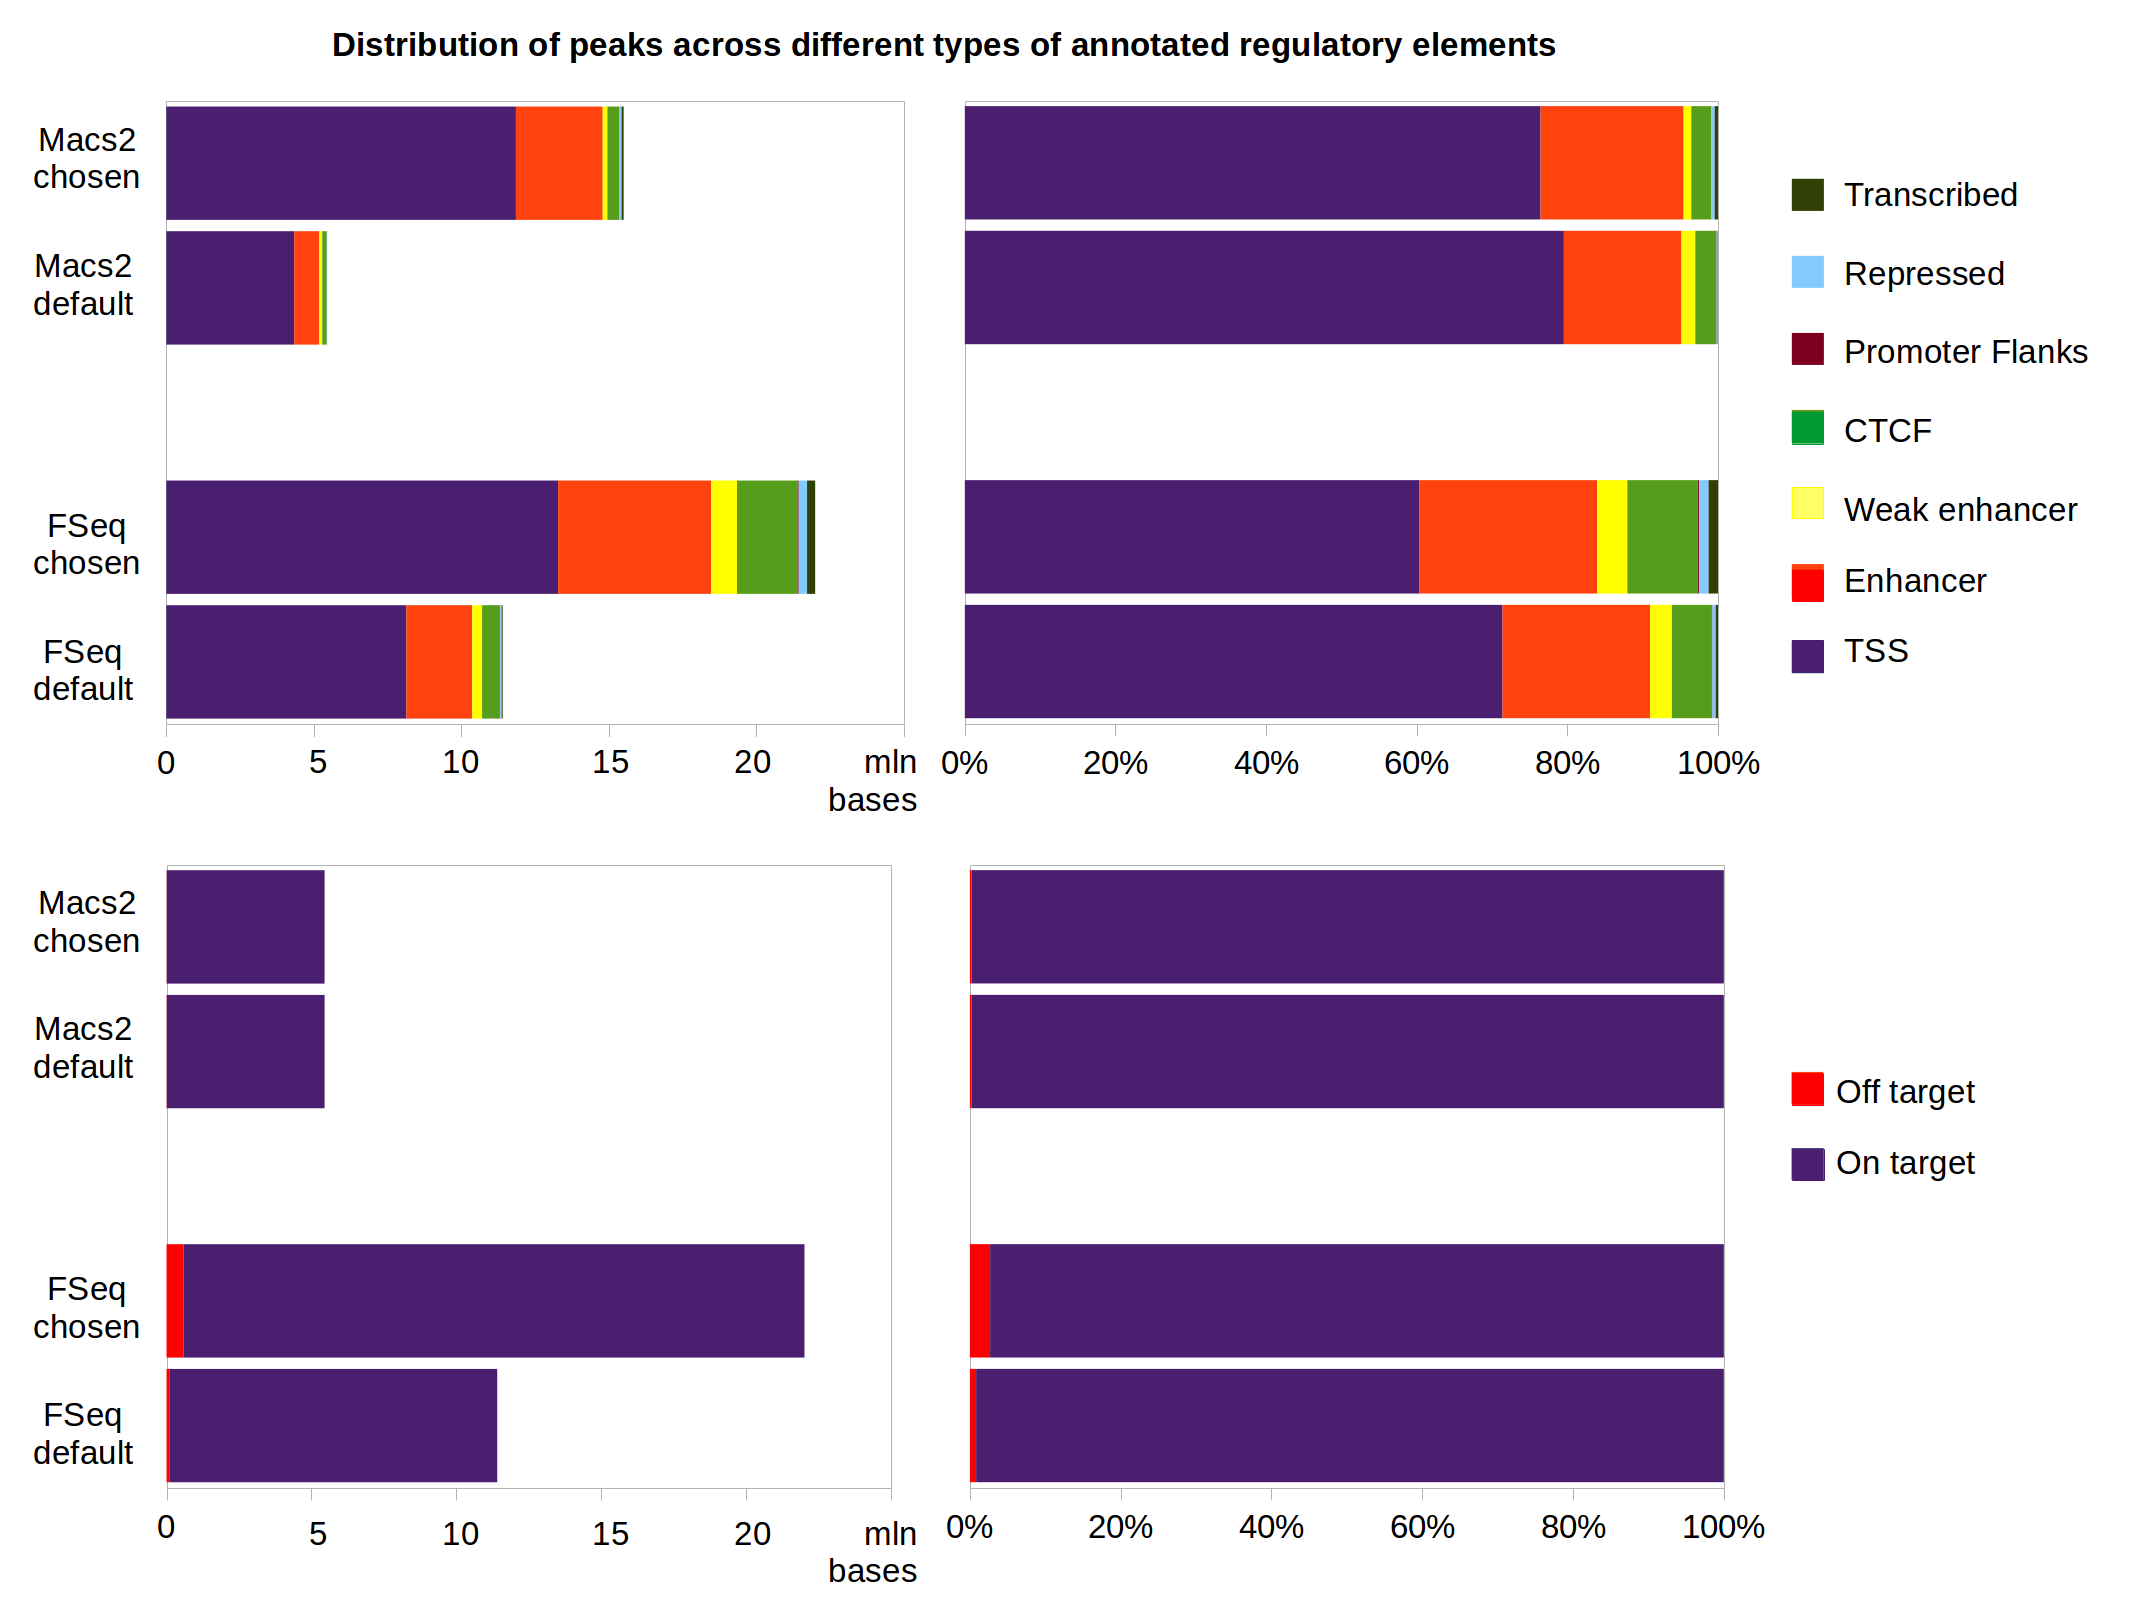 Distribution of peaks across different types of annotated regulatory elements
Macs2
chosen
Macs2
default
FSeq
chosen
FSeq
default
0 5 10 15 20 mln
bases
0% 20% 40% 60% 80% 100%
Transcribed
Repressed
Promoter Flanks
CTCF
Weak enhancer
Enhancer
TSS
Macs2
chosen
Macs2
default
FSeq
chosen
FSeq
default
0 5 10 15 20 mln
bases
0% 20% 40% 60% 80% 100%
Off target
On target